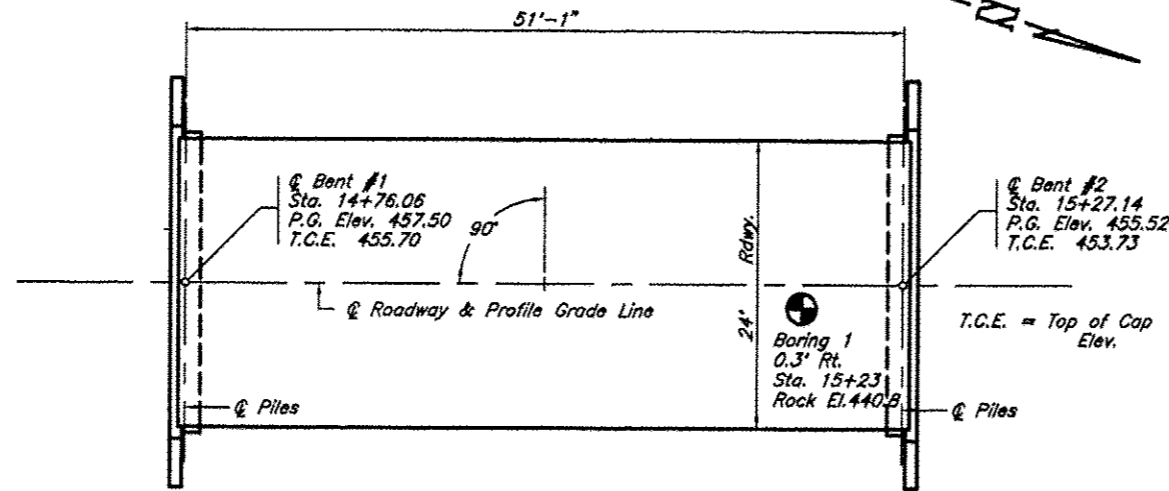 51'-1"
N
℄ Bent #1
Sta. 14+76.06
P.G. Elev. 457.50
T.C.E. 455.70
90°
Rdwy.
24'
℄ Bent #2
Sta. 15+27.14
P.G. Elev. 455.52
T.C.E. 453.73
℄ Roadway & Profile Grade Line
T.C.E. = Top of Cap
Elev.
Boring 1
0.3' Rt.
Sta. 15+23
Rock El.440.8
℄ Piles
℄ Piles